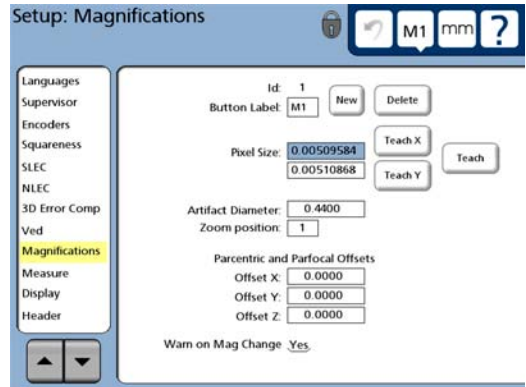 Setup: Magnifications
M1 mm ?
Languages
Supervisor
Encoders
Squareness
SLEC
NLEC
3D Error Comp
Ved
Magnifications
Measure
Display
Header
Id: 1
Button Label: M1 New Delete
Pixel Size: 0.00509584 Teach X
0.00510868 Teach Y
Teach
Artifact Diameter: 0.4400
Zoom position: 1
Parcentric and Parfocal Offsets
Offset X: 0.0000
Offset Y: 0.0000
Offset Z: 0.0000
Warn on Mag Change Yes